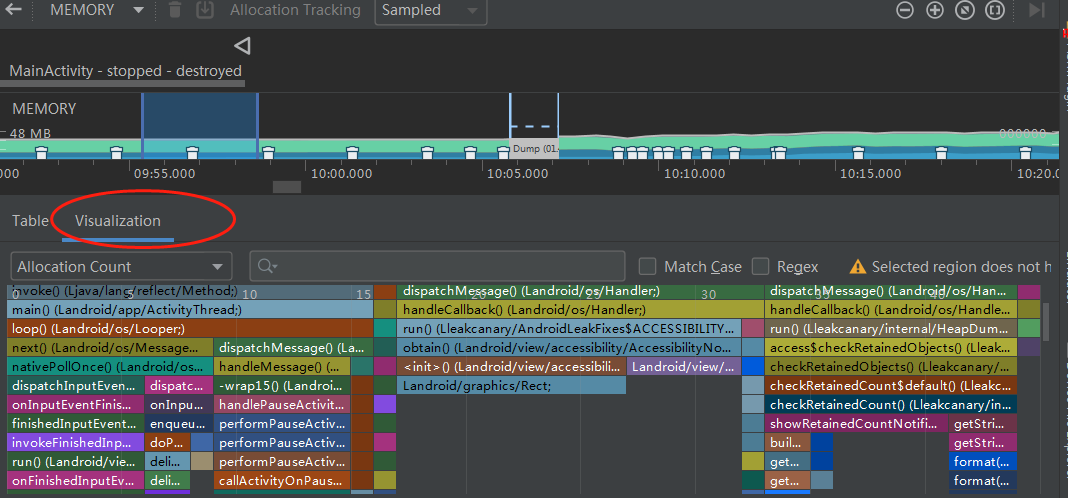 MEMORY Allocation Tracking Sampled
MainActivity - stopped - destroyed
MEMORY
48 MB
Dump (01.
000 09:55.000 10:00.000 10:05.000 10:10.000 10:15.000 10:20.
Table Visualization
Allocation Count Match Case Regex Selected region does not h
0 5 10 15 30
invoke() (Ljava/lang/reflect/Method;) dispatchMessage() (Landroid/os/Handler;) dispatchMessage() (Landroid/os/Han...
main() (Landroid/app/ActivityThread;) handleCallback() (Landroid/os/Handler;) handleCallback() (Landroid/os/Handle...
loop() (Landroid/os/Looper;) run() (Lleakcanary/AndroidLeakFixes$ACCESSIBILITY... run() (Lleakcanary/internal/HeapDum...
next() (Landroid/os/Message... dispatchMessage() (La... obtain() (Landroid/view/accessibility/AccessibilityNo... access$checkRetainedObjects() (Lleak...
nativePollOnce() (Landroid/os... handleMessage() (... <init>() (Landroid/view/accessibili... Landroid/view/... checkRetainedObjects() (Lleakcanary/...
dispatchInputEven... dispatc... -wrap15() (Landroi... Landroid/graphics/Rect; checkRetainedCount$default() (Lleakc...
onInputEventFinis... onInpu... handlePauseActivit... checkRetainedCount() (Lleakcanary/in...
finishedInputEvent... enqueu... performPauseActiv... showRetainedCountNotifi... getStri...
invokeFinishedInp... doP... performPauseActiv... buil... getStri...
run() (Landroid/vie... deli... performPauseActiv... get... format(...
onFinishedInputEv... deli... callActivityOnPaus... get... format(...